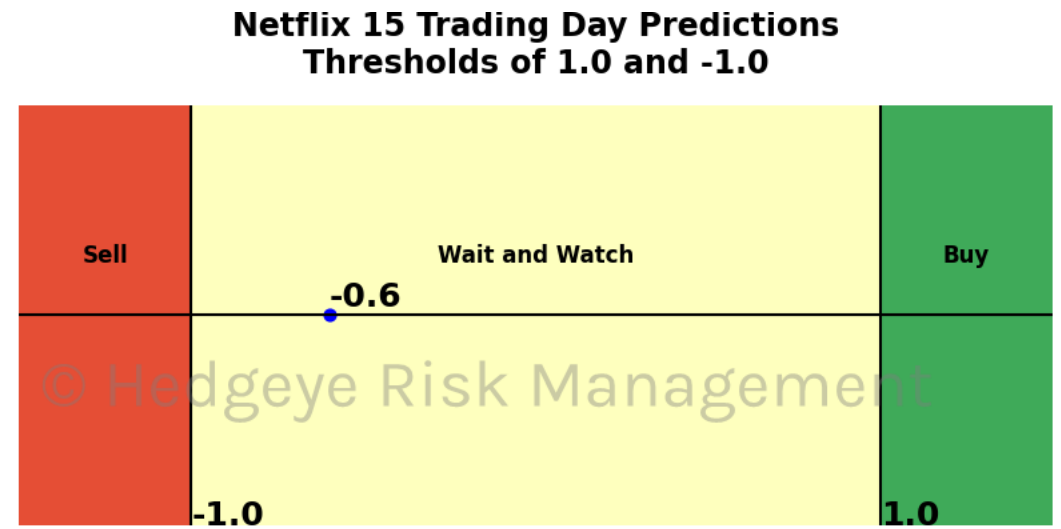 Netflix 15 Trading Day Predictions
Thresholds of 1.0 and -1.0
Sell
Wait and Watch
Buy
-0.6
© Hedgeye Risk Management
-1.0
1.0